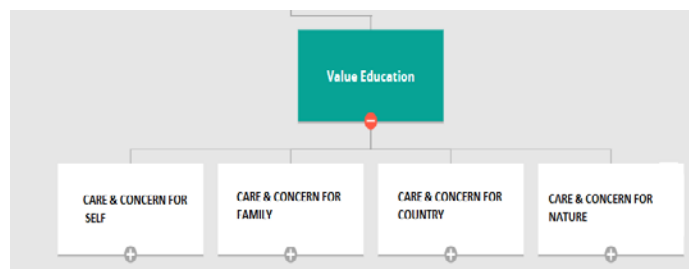 Value Education
CARE & CONCERN FOR
SELF
CARE & CONCERN FOR
FAMILY
CARE & CONCERN FOR
COUNTRY
CARE & CONCERN FOR
NATURE